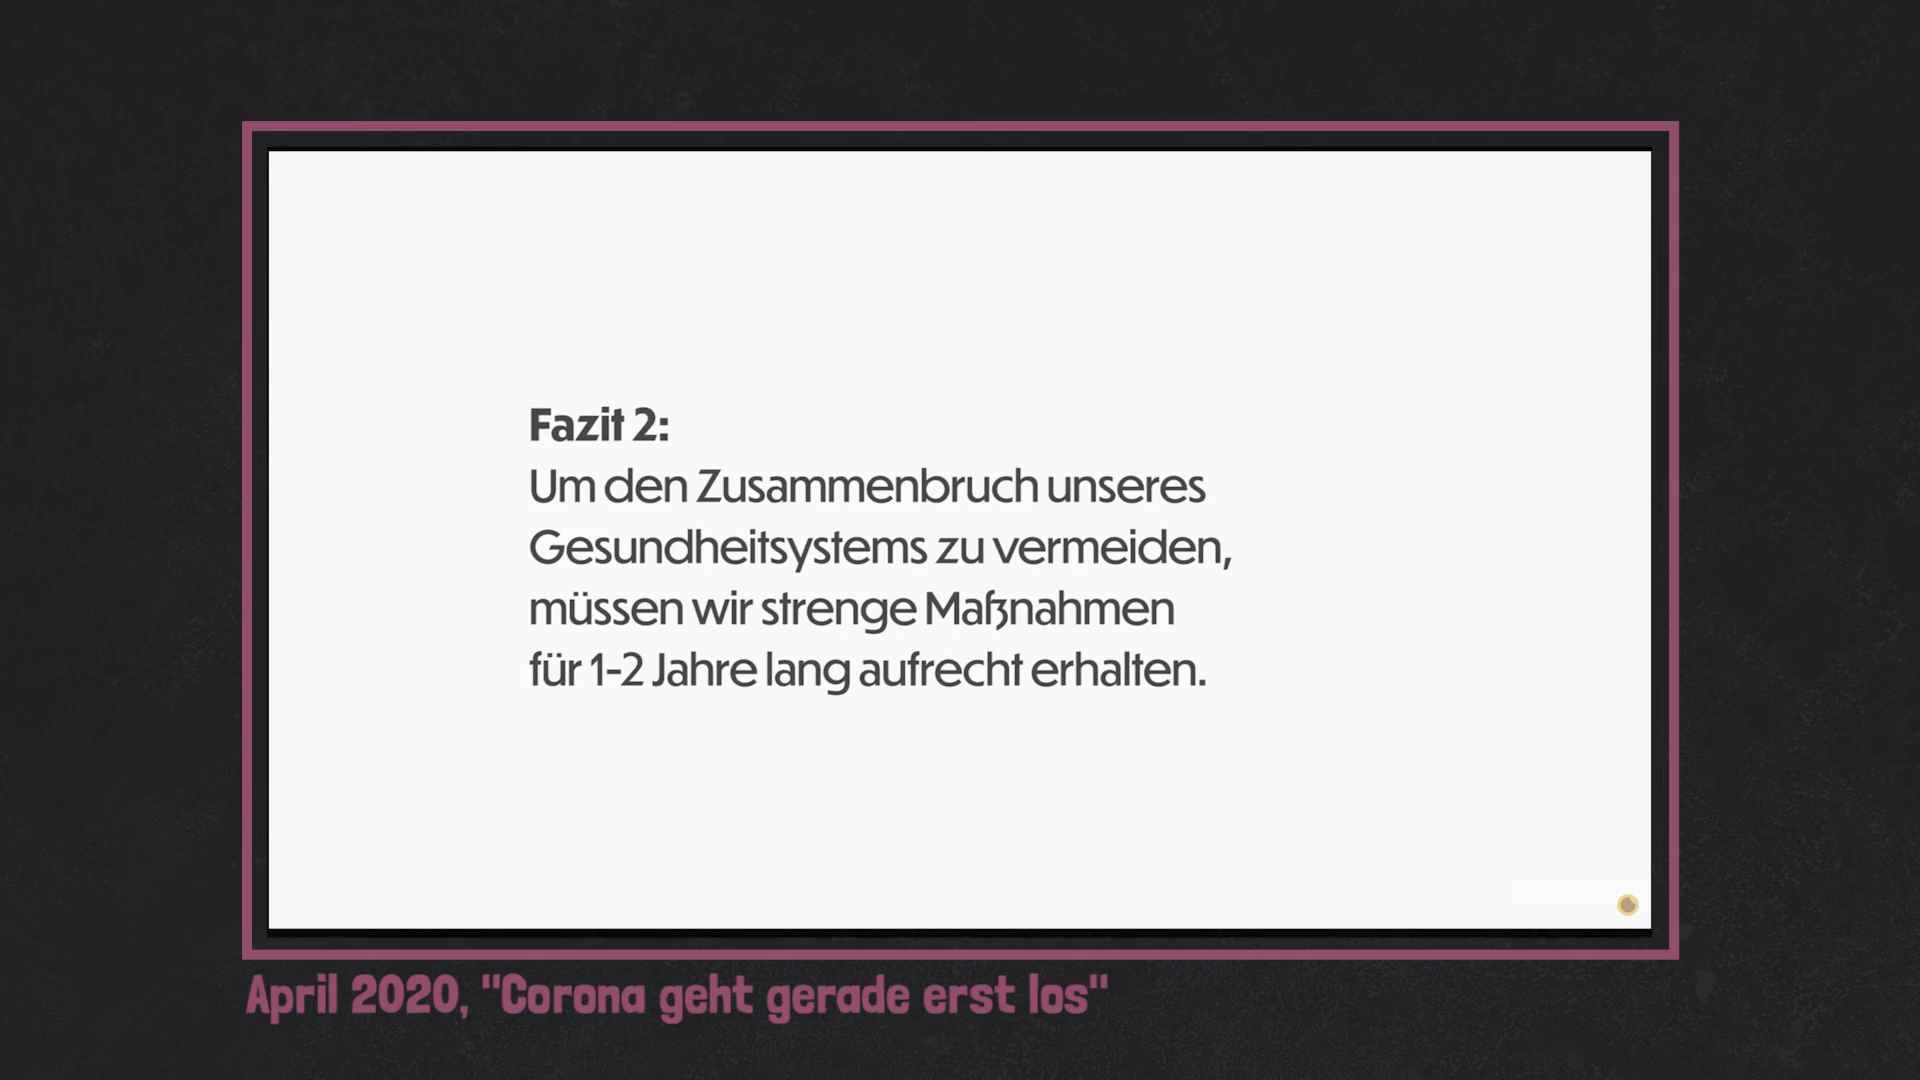 Fazit 2:
Um den Zusammenbruch unseres
Gesundheitsystems zu vermeiden,
müssen wir strenge Maßnahmen
für 1-2 Jahre lang aufrecht erhalten.
April 2020, "Corona geht gerade erst los"